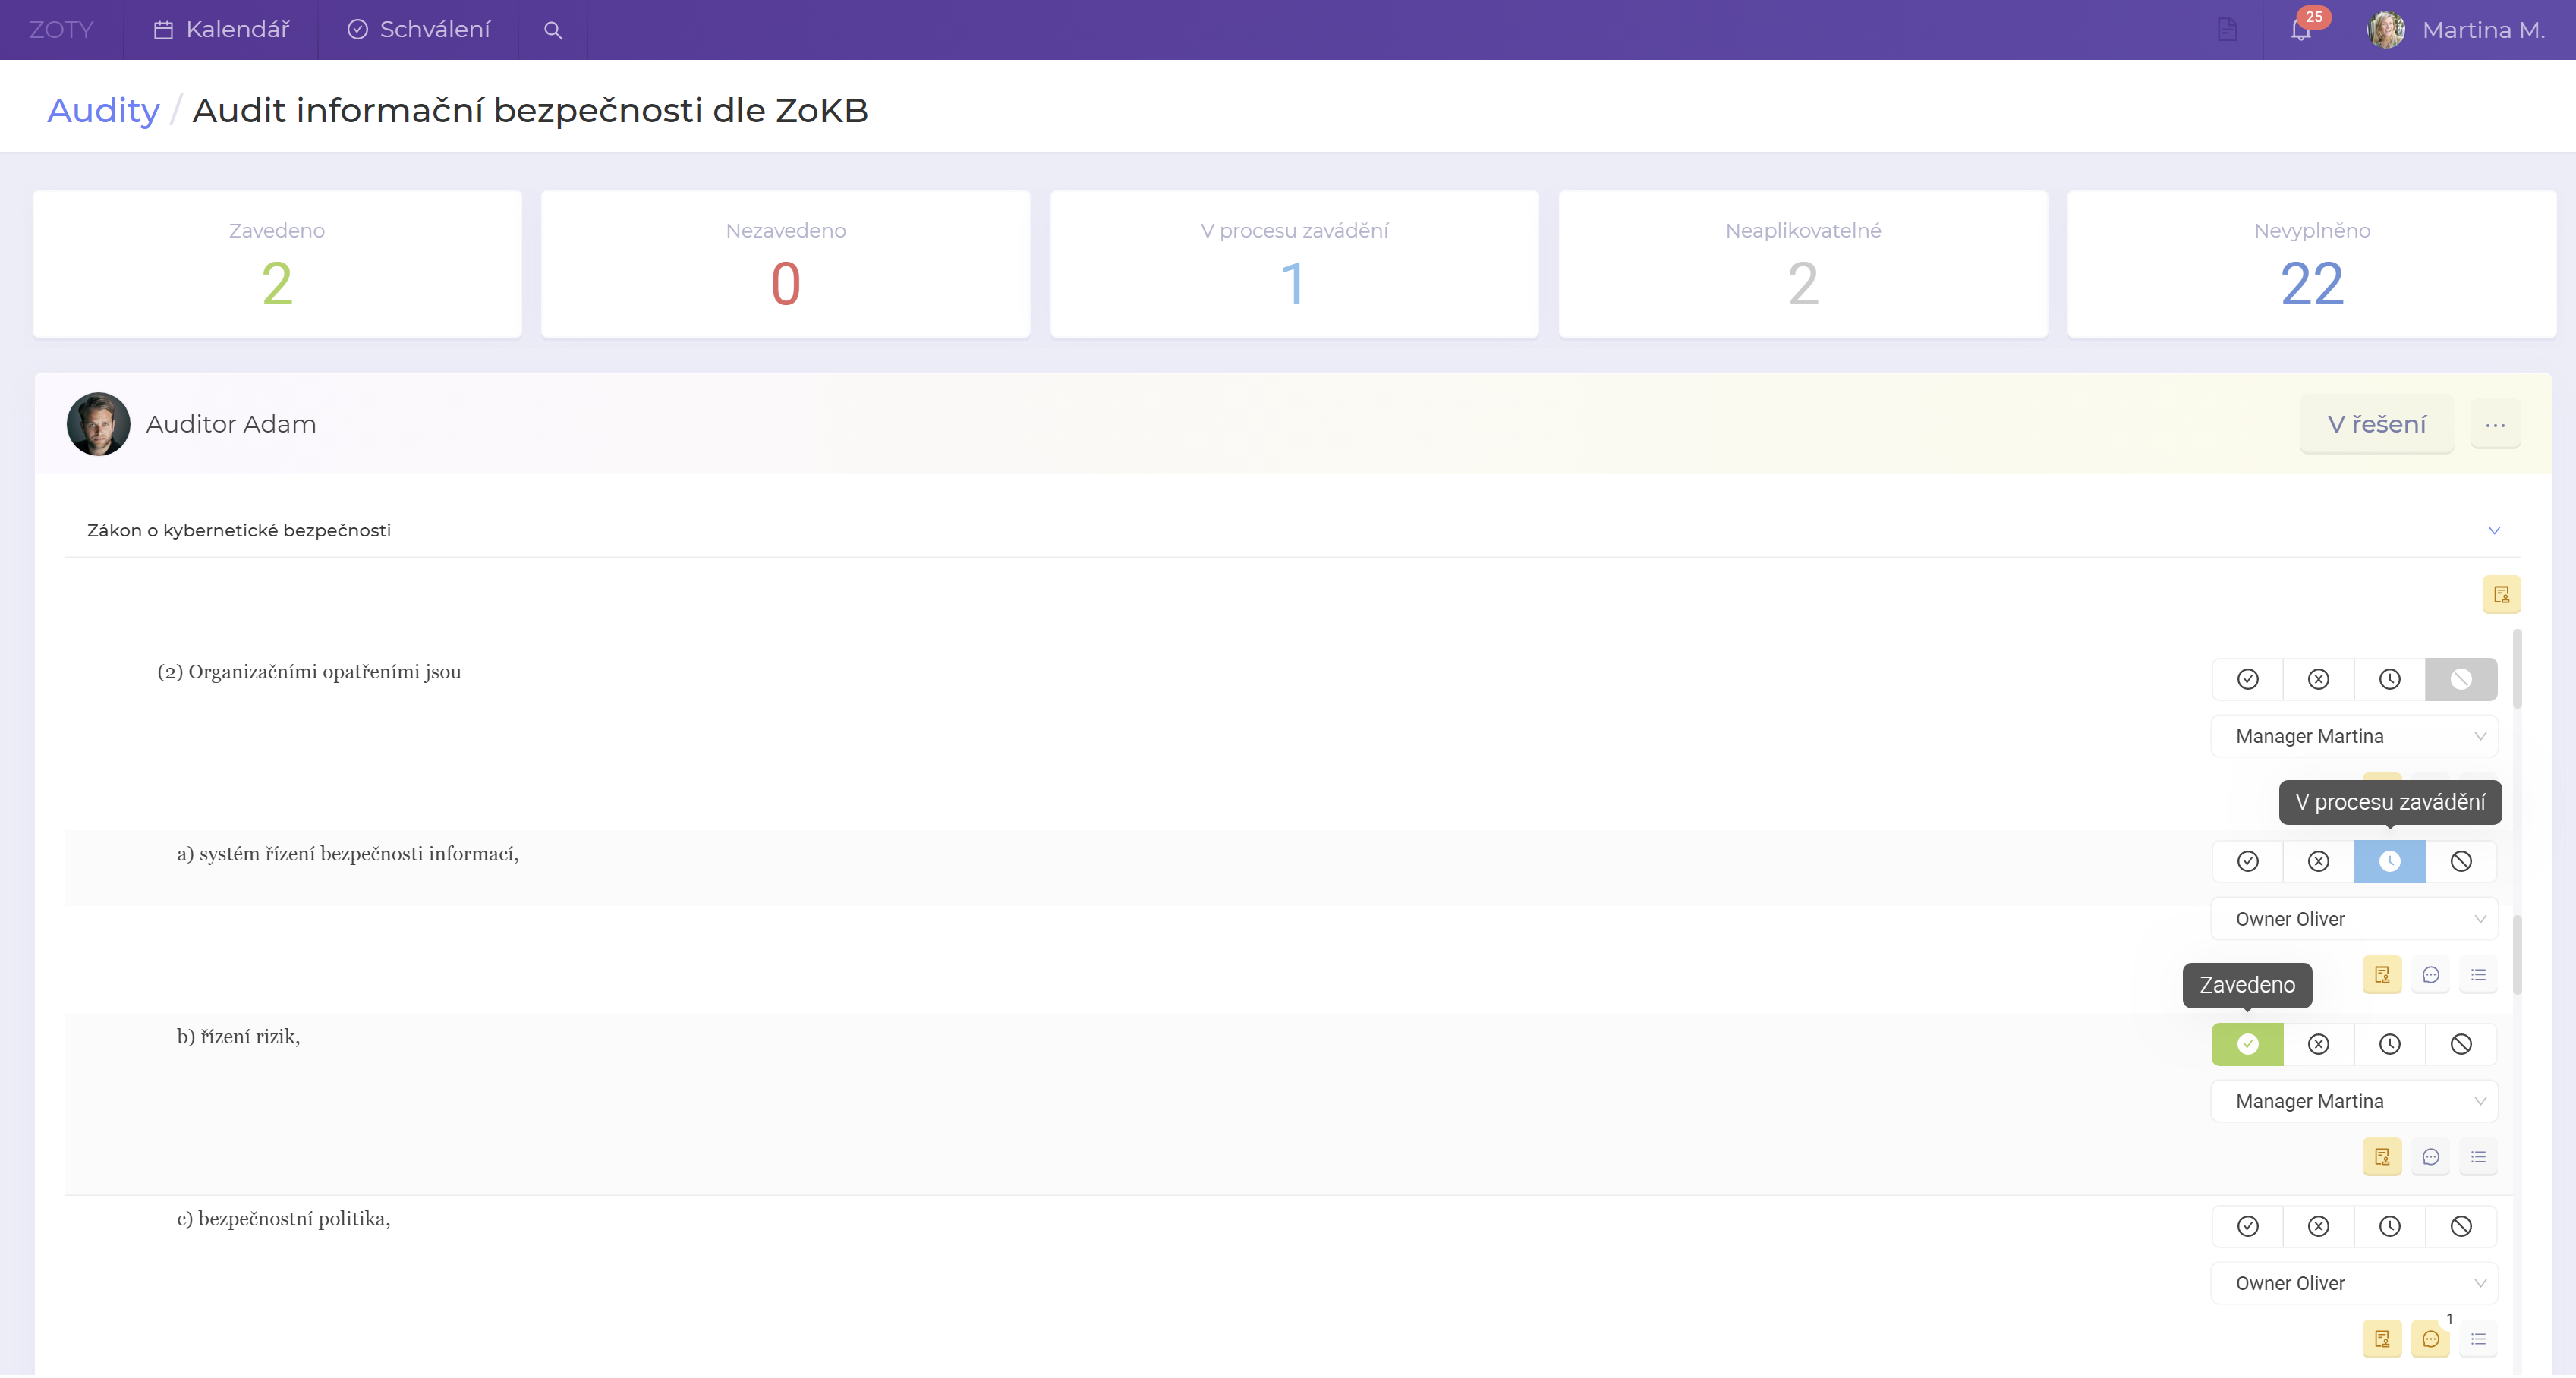 ZOTY Kalendář Schválení 25 Martina M.
Audity / Audit informační bezpečnosti dle ZoKB
Zavedeno Nezavedeno V procesu zavádění Neaplikovatelné Nevyplněno
2 0 1 2 22
Auditor Adam V řešení ...
Zákon o kybernetické bezpečnosti
(2) Organizačními opatřeními jsou
Manager Martina
V procesu zavádění
a) systém řízení bezpečnosti informací,
Owner Oliver
Zavedeno
b) řízení rizik,
Manager Martina
c) bezpečnostní politika,
Owner Oliver
1